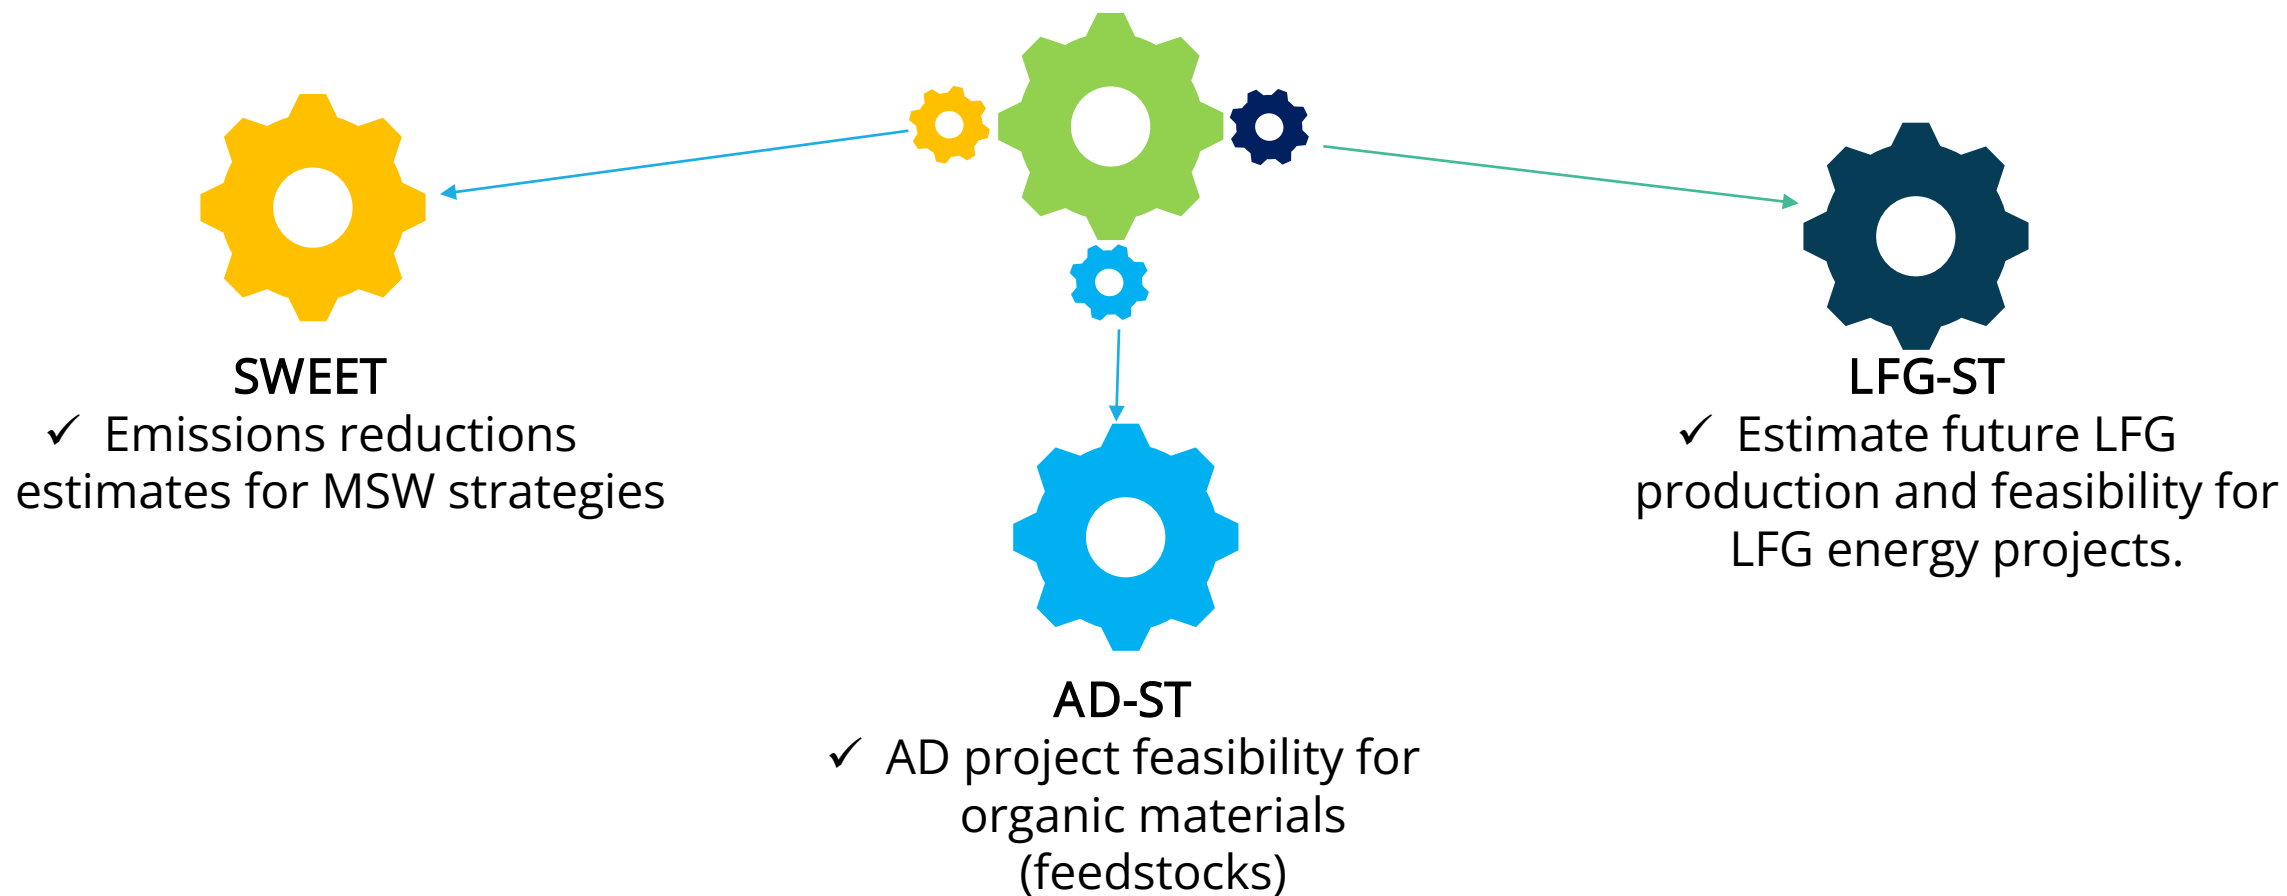 SWEET
✓ Emissions reductions
estimates for MSW strategies
AD-ST
✓ AD project feasibility for
organic materials
(feedstocks)
LFG-ST
✓ Estimate future LFG
production and feasibility for
LFG energy projects.